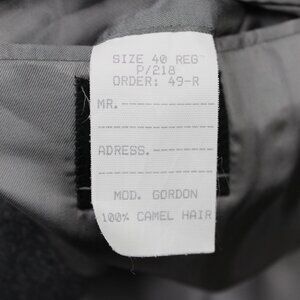 SIZE 40 REG
P/218
ORDER: 49-R
MR.
ADRESS.
MOD. GORDON
100% CAMEL HAIR